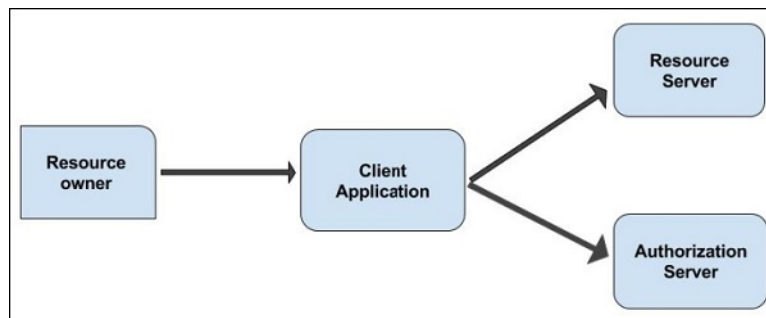 Resource
owner
Client
Application
Resource
Server
Authorization
Server